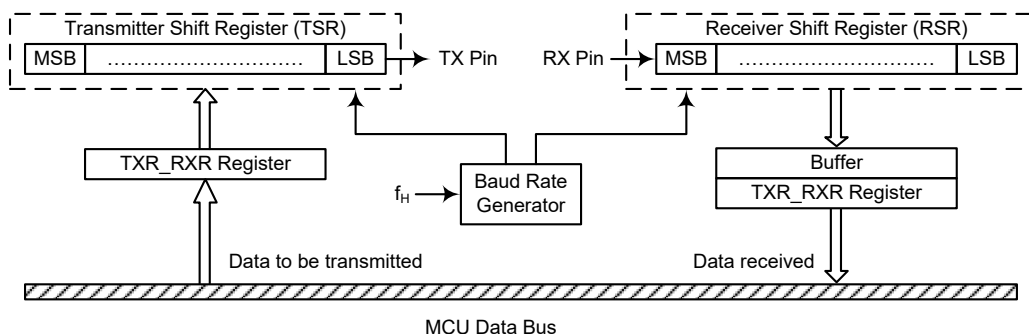 Transmitter Shift Register (TSR)
MSB ………………………… LSB
TX Pin
RX Pin
Receiver Shift Register (RSR)
MSB ………………………… LSB
TXR_RXR Register
fH
Baud Rate
Generator
Buffer
TXR_RXR Register
Data to be transmitted
Data received
MCU Data Bus